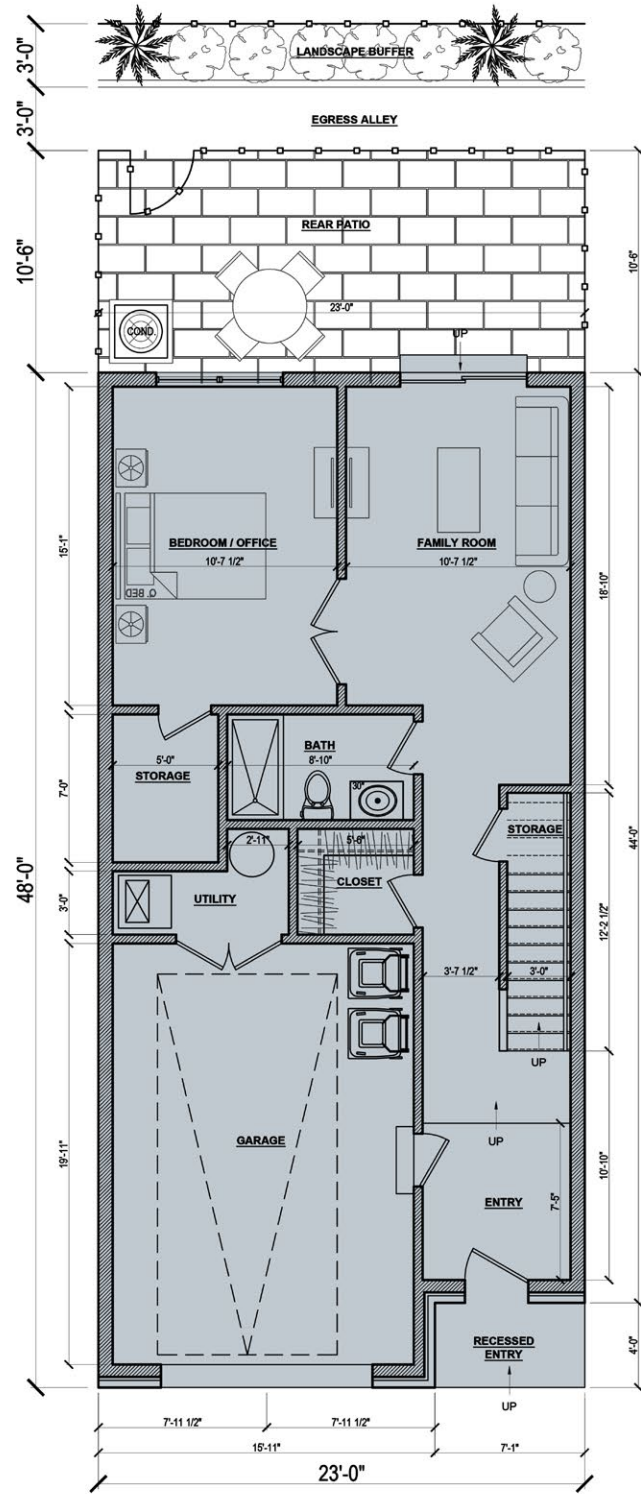 3'-0"
LANDSCAPE BUFFER
3'-0"
EGRESS ALLEY
10'-6"
REAR PATIO
10'-6"
23'-0"
COND.
UP
15'-1"
BEDROOM / OFFICE
10'-7 1/2"
FAMILY ROOM
10'-7 1/2"
18'-10"
Q. BED
48'-0"
44'-0"
7'-0"
5'-0"
STORAGE
BATH
8'-10"
30"
STORAGE
12'-2 1/2"
2'-11"
5'-6"
CLOSET
3'-0"
UTILITY
3'-7 1/2"
3'-0"
UP
19'-11"
GARAGE
UP
10'-10"
ENTRY
7'-5"
RECESSED
ENTRY
4'-0"
UP
7'-11 1/2"
7'-11 1/2"
15'-11"
7'-1"
23'-0"